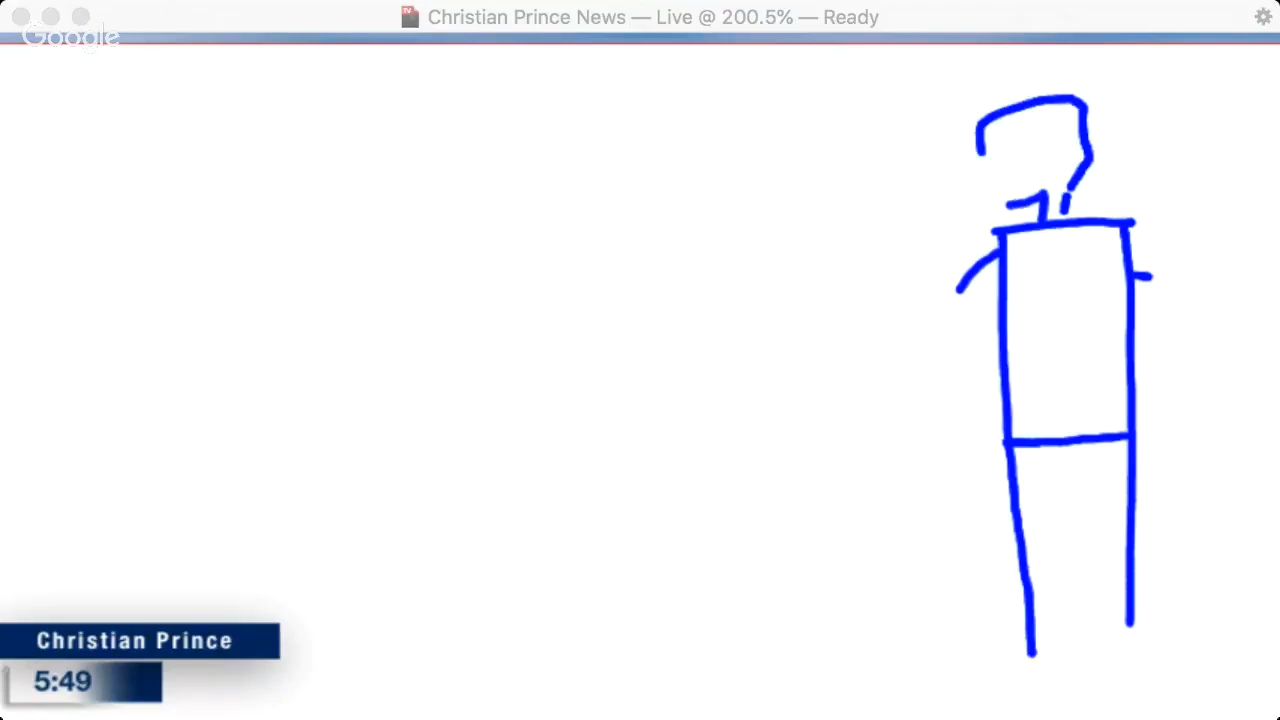 Christian Prince News — Live @ 200.5% — Ready
Google
Christian Prince
5:49